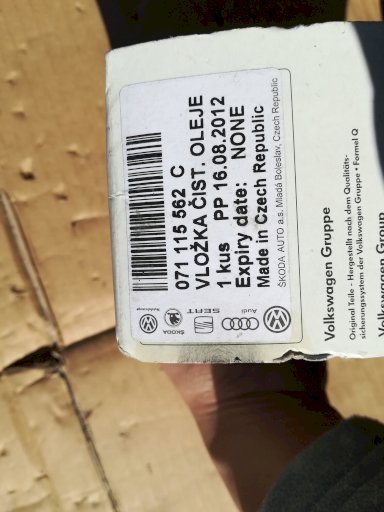 071 115 562 C
VLOŽKA ČIST. OLEJE
1 kus PP 16.08.2012
Expiry date: NONE
Made in Czech Republic
ŠKODA AUTO a.s. Mladá Boleslav, Czech Republic
ŠKODA
SEAT
Audi
Volkswagen Gruppe
Original Teile - Hergestellt nach dem Qualitäts-
sicherungssystem der Volkswagen Gruppe • Formel Q
Volkswagen Group